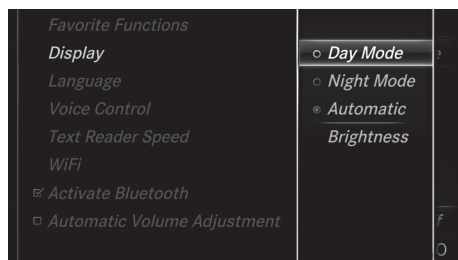 Favorite Functions
Display
Language
Voice Control
Text Reader Speed
WiFi
Activate Bluetooth
Automatic Volume Adjustment
Day Mode
Night Mode
Automatic
Brightness